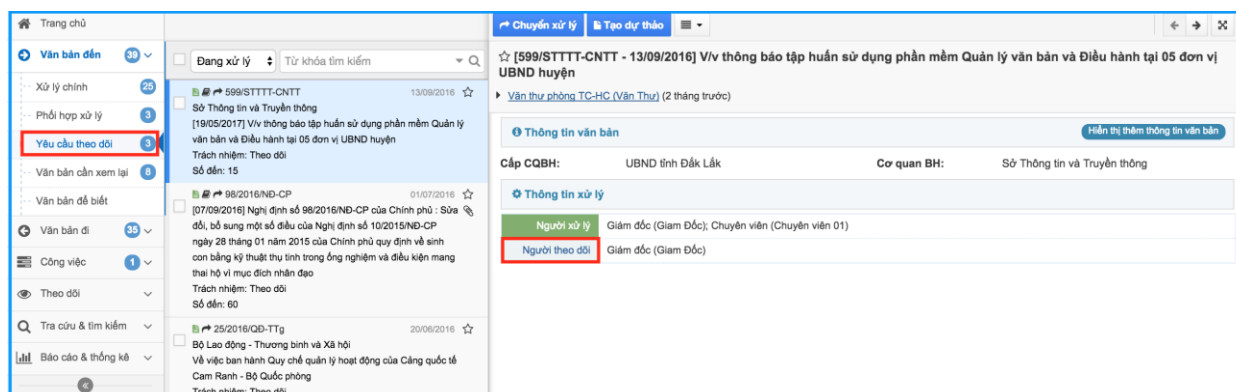 Trang chủ
Văn bản đến 39
Xử lý chính 25
Phối hợp xử lý 3
Yêu cầu theo dõi 3
Văn bản cần xem lại 8
Văn bản để biết
Văn bản đi 35
Công việc 1
Theo dõi
Tra cứu & tìm kiếm
Báo cáo & thống kê
Đang xử lý Từ khóa tìm kiếm
599/STTTT-CNTT 13/09/2016
Sở Thông tin và Truyền thông
[19/05/2017] V/v thông báo tập huấn sử dụng phần mềm Quản lý
văn bản và Điều hành tại 05 đơn vị UBND huyện
Trách nhiệm: Theo dõi
Số đến: 15
98/2016/NĐ-CP 01/07/2016
[07/09/2016] Nghị định số 98/2016/NĐ-CP của Chính phủ : Sửa
đổi, bổ sung một số điều của Nghị định số 10/2015/NĐ-CP
ngày 28 tháng 01 năm 2015 của Chính phủ quy định về sinh
con bằng kỹ thuật thụ tinh trong ống nghiệm và điều kiện mang
thai hộ vì mục đích nhân đạo
Trách nhiệm: Theo dõi
Số đến: 60
25/2016/QĐ-TTg 20/06/2016
Bộ Lao động - Thương binh và Xã hội
Về việc ban hành Quy chế quản lý hoạt động của Cảng quốc tế
Cam Ranh - Bộ Quốc phòng
Trách nhiệm: Theo dõi
Chuyển xử lý Tạo dự thảo
[599/STTTT-CNTT - 13/09/2016] V/v thông báo tập huấn sử dụng phần mềm Quản lý văn bản và Điều hành tại 05 đơn vị
UBND huyện
Văn thư phòng TC-HC (Văn Thư) (2 tháng trước)
Thông tin văn bản Hiển thị thêm thông tin văn bản
Cấp CQBH: UBND tỉnh Đắk Lắk Cơ quan BH: Sở Thông tin và Truyền thông
Thông tin xử lý
Người xử lý Giám đốc (Giam Đốc); Chuyên viên (Chuyên viên 01)
Người theo dõi Giám đốc (Giam Đốc)